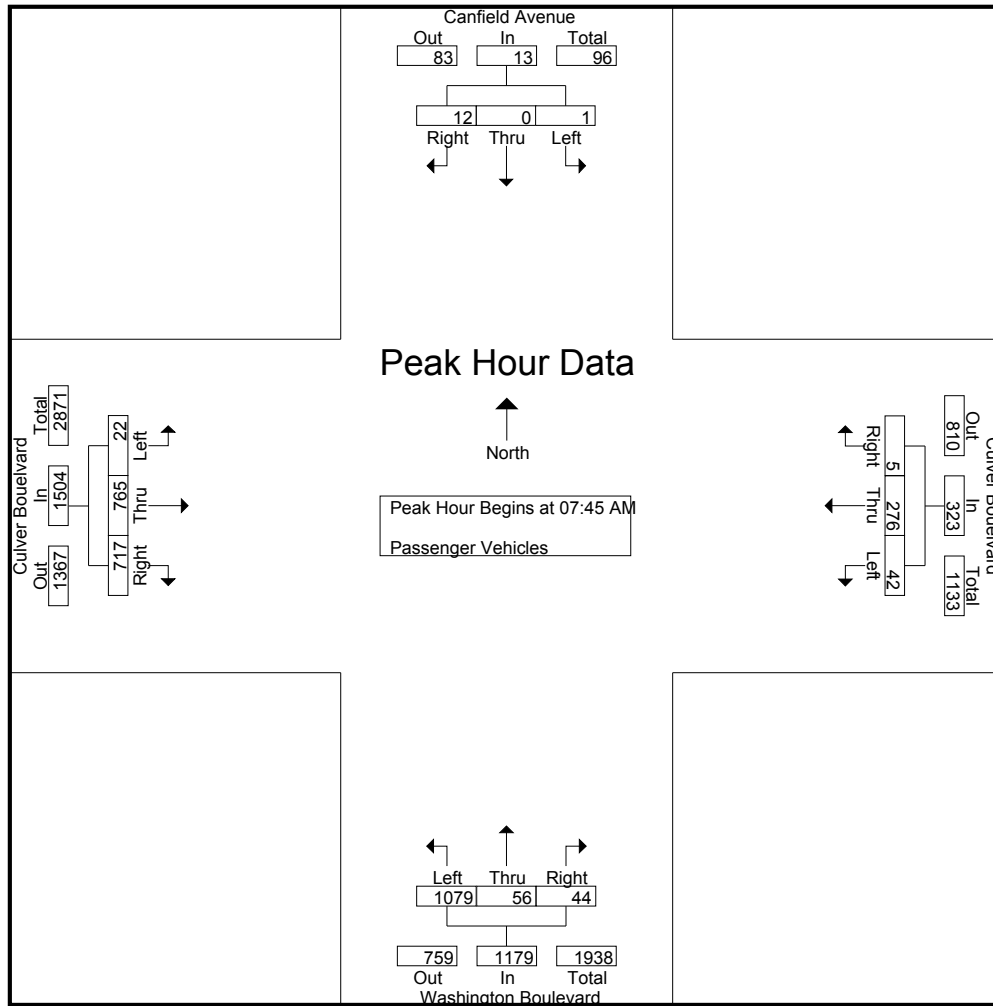 Canfield Avenue
Out In Total
83 13 96
12 0 1
Right Thru Left
Peak Hour Data
North
Peak Hour Begins at 07:45 AM
Passenger Vehicles
Culver Bouelvard
Out In Total
1367 1504 2871
717 765 22
Right Thru Left
Culver Bouelvard
Out In Total
810 323 1133
5 276 42
Right Thru Left
Left Thru Right
1079 56 44
759 1179 1938
Out In Total
Washington Boulevard